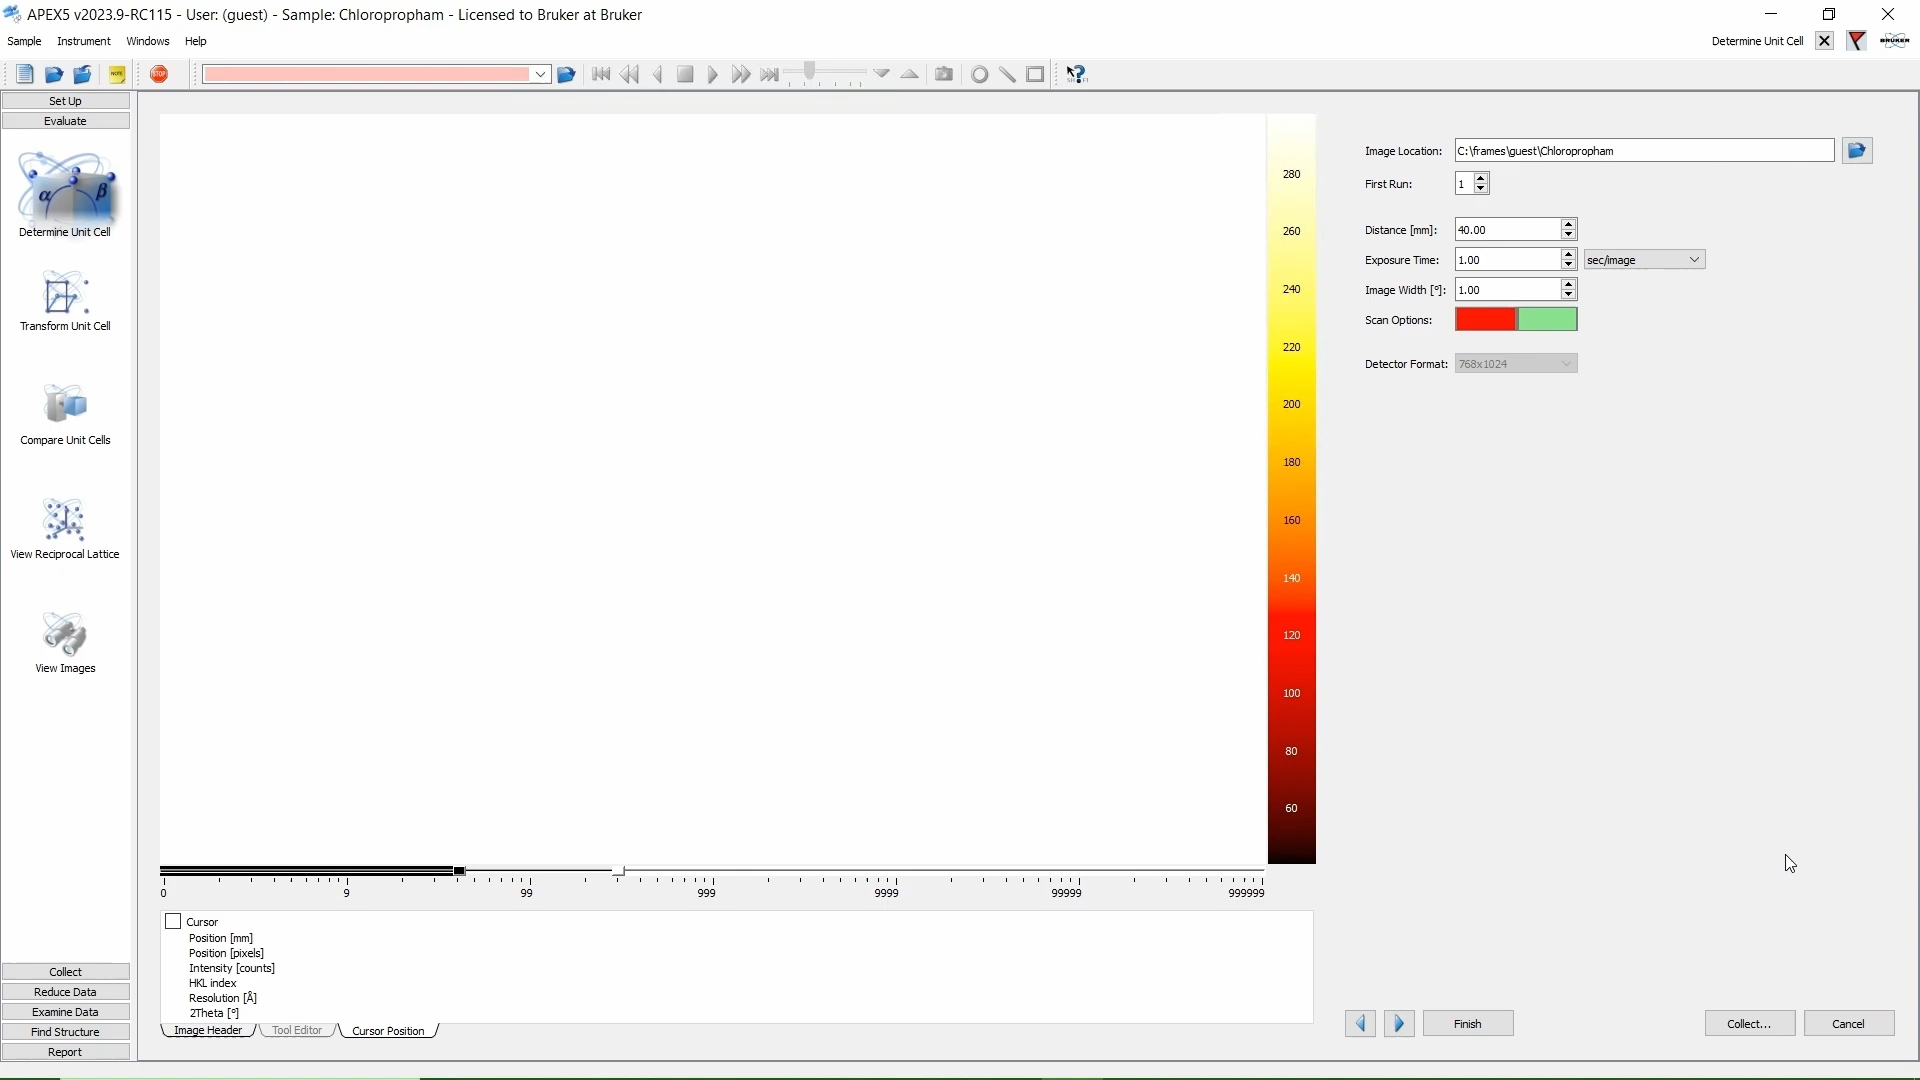 APEX5 v2023.9-RC115 - User: (guest) - Sample: Chloropropham - Licensed to Bruker at Bruker
Sample Instrument Windows Help
Determine Unit Cell
BRUKER
NOTE
STOP
Set Up
Evaluate
α β
Determine Unit Cell
Transform Unit Cell
Compare Unit Cells
View Reciprocal Lattice
View Images
Collect
Reduce Data
Examine Data
Find Structure
Report
280
260
240
220
200
180
160
140
120
100
80
60
0 9 99 999 9999 99999 999999
Cursor
Position [mm]
Position [pixels]
Intensity [counts]
HKL index
Resolution [Å]
2Theta [°]
Image Header Tool Editor Cursor Position
Image Location: C:\frames\guest\Chloropropham
First Run: 1
Distance [mm]: 40.00
Exposure Time: 1.00 sec/image
Image Width [°]: 1.00
Scan Options:
Detector Format: 768x1024
Finish Collect... Cancel